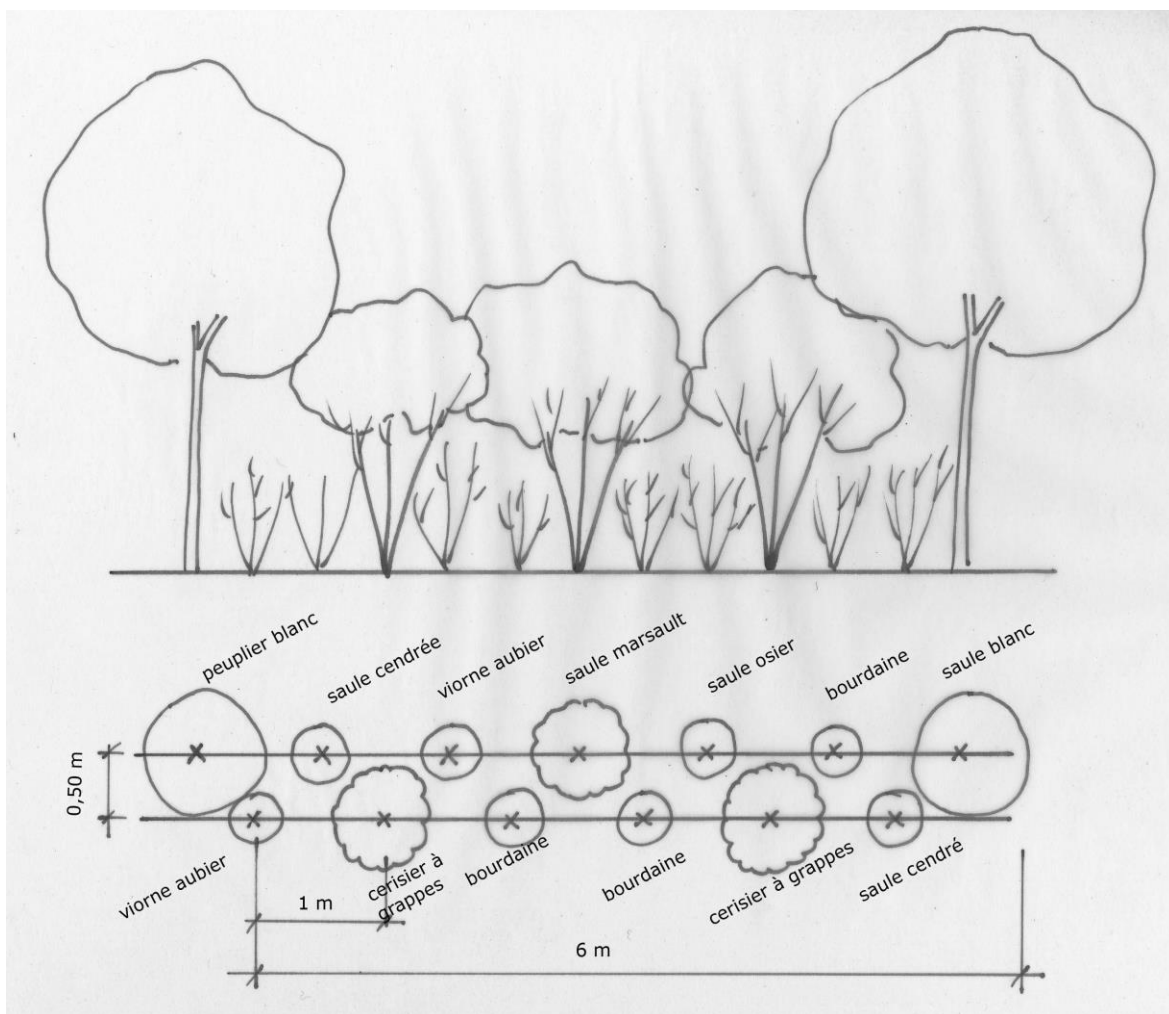 peuplier blanc
saule cendrée
viorne aubier
saule marsault
saule osier
bourdaine
saule blanc
0,50 m
viorne aubier
cerisier à
grappes
bourdaine
bourdaine
cerisier à grappes
saule cendré
1 m
6 m